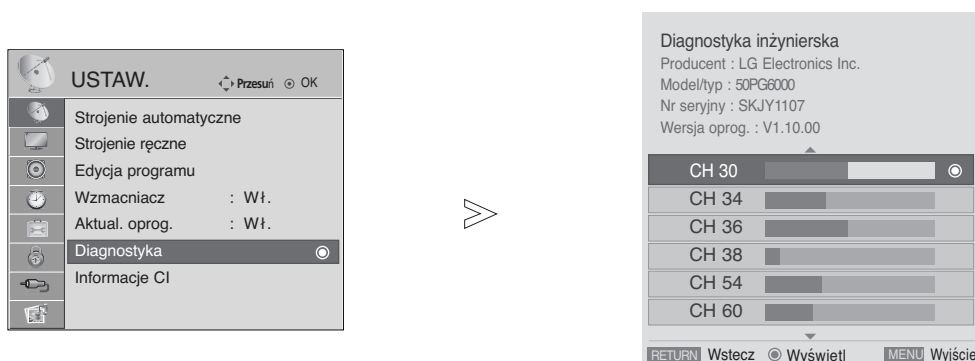 USTAW. Przesuń OK
Strojenie automatyczne
Strojenie ręczne
Edycja programu
Wzmacniacz : Wł.
Aktual. oprog. : Wł.
Diagnostyka
Informacje CI
Diagnostyka inżynierska
Producent : LG Electronics Inc.
Model/typ : 50PG6000
Nr seryjny : SKJY1107
Wersja oprog. : V1.10.00
CH 30
CH 34
CH 36
CH 38
CH 54
CH 60
RETURN Wstecz Wyświetl MENU Wyjście